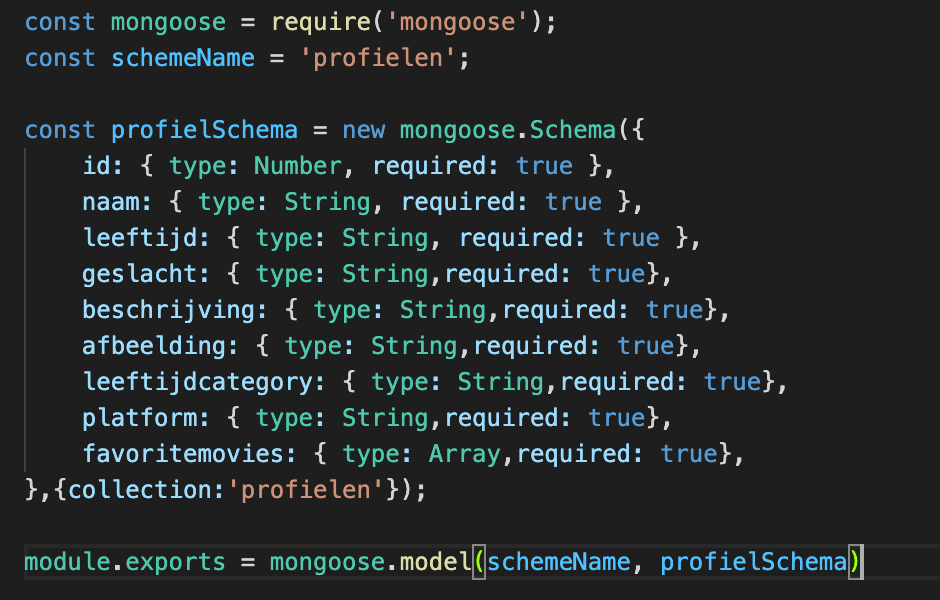 const mongoose = require('mongoose');
const schemeName = 'profielen';

const profielSchema = new mongoose.Schema({
    id: { type: Number, required: true },
    naam: { type: String, required: true },
    leeftijd: { type: String, required: true },
    geslacht: { type: String,required: true},
    beschrijving: { type: String,required: true},
    afbeelding: { type: String,required: true},
    leeftijdcategory: { type: String,required: true},
    platform: { type: String,required: true},
    favoritemovies: { type: Array,required: true},
},{collection:'profielen'});

module.exports = mongoose.model(schemeName, profielSchema)